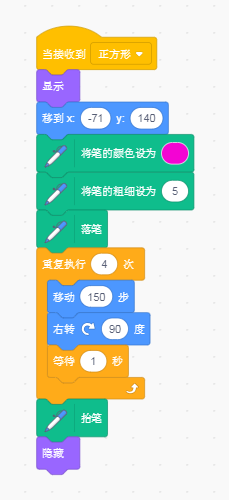 当接收到 正方形
显示
移到 x: -71 y: 140
将笔的颜色设为
将笔的粗细设为 5
落笔
重复执行 4 次
移动 150 步
右转 90 度
等待 1 秒
抬笔
隐藏